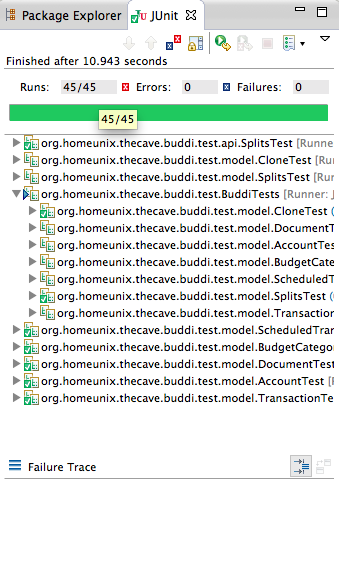 Package Explorer JUnit
Finished after 10.943 seconds
Runs: 45/45 Errors: 0 Failures: 0
45/45
org.homeunix.thecave.buddi.test.api.SplitsTest [Runner
org.homeunix.thecave.buddi.test.model.CloneTest [Runn
org.homeunix.thecave.buddi.test.model.SplitsTest [Runn
org.homeunix.thecave.buddi.test.BuddiTests [Runner: J
org.homeunix.thecave.buddi.test.model.CloneTest (
org.homeunix.thecave.buddi.test.model.DocumentT
org.homeunix.thecave.buddi.test.model.AccountTes
org.homeunix.thecave.buddi.test.model.BudgetCateg
org.homeunix.thecave.buddi.test.model.ScheduledT
org.homeunix.thecave.buddi.test.model.SplitsTest (
org.homeunix.thecave.buddi.test.model.Transaction
org.homeunix.thecave.buddi.test.model.ScheduledTran
org.homeunix.thecave.buddi.test.model.BudgetCatego
org.homeunix.thecave.buddi.test.model.DocumentTest
org.homeunix.thecave.buddi.test.model.AccountTest [R
org.homeunix.thecave.buddi.test.model.TransactionTe
Failure Trace